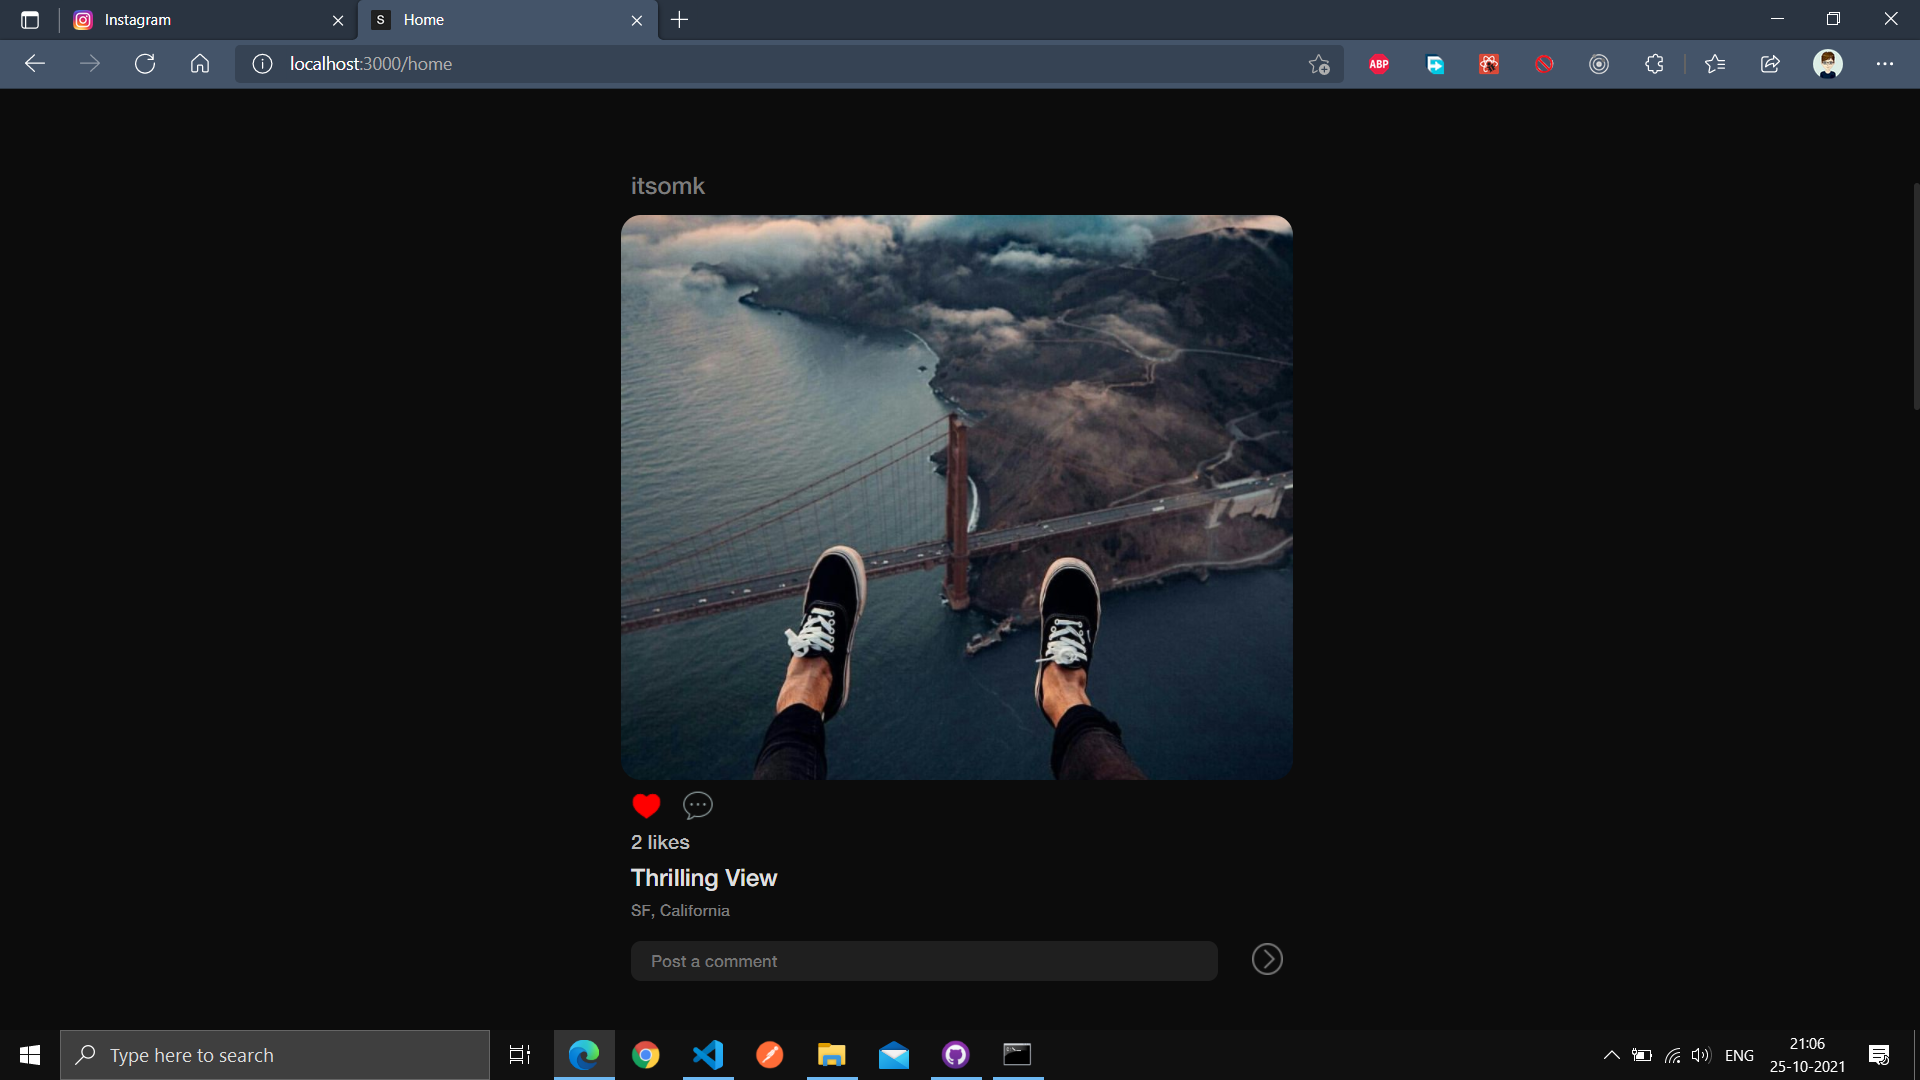 Instagram
S
Home
localhost:3000/home
ABP
itsomk
2 likes
Thrilling View
SF, California
Post a comment
Type here to search
ENG
21:06
25-10-2021